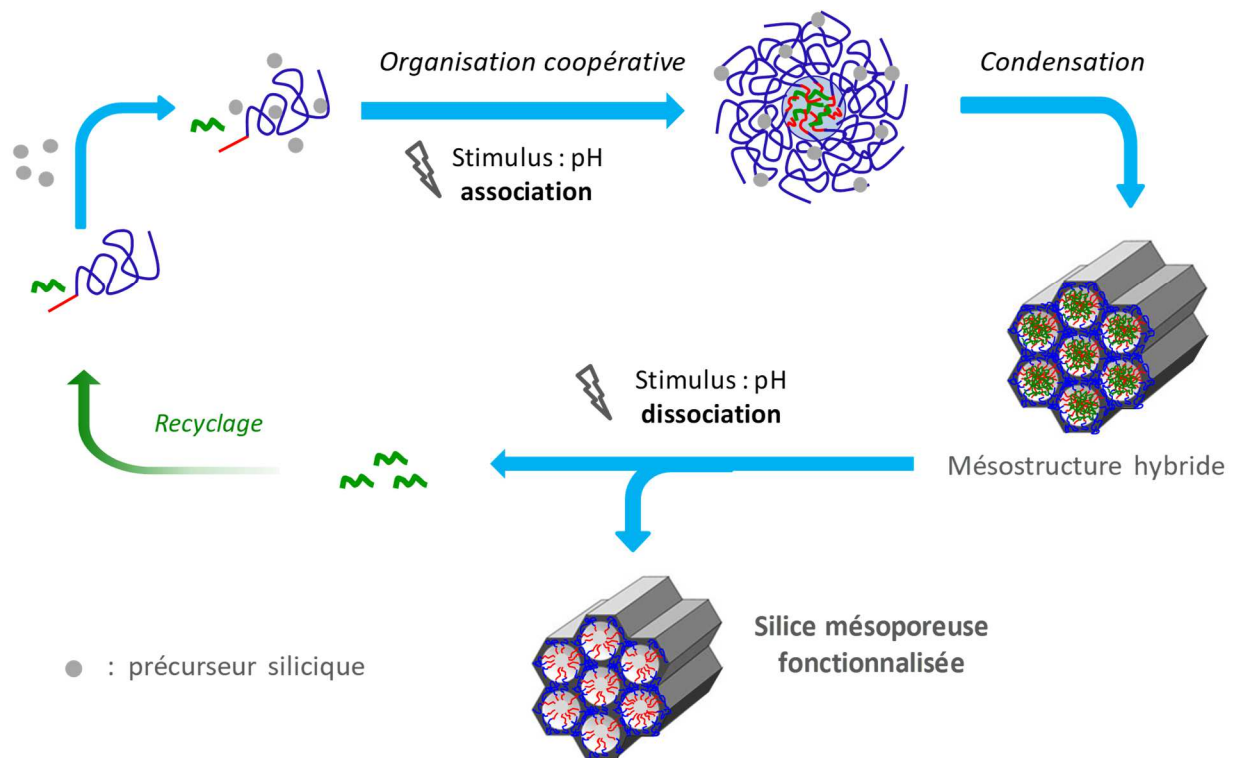 Organisation coopérative
Condensation
Stimulus : pH
association
Stimulus : pH
dissociation
Recyclage
Mésostructure hybride
Silice mésoporeuse
fonctionnalisée
: précurseur silicique